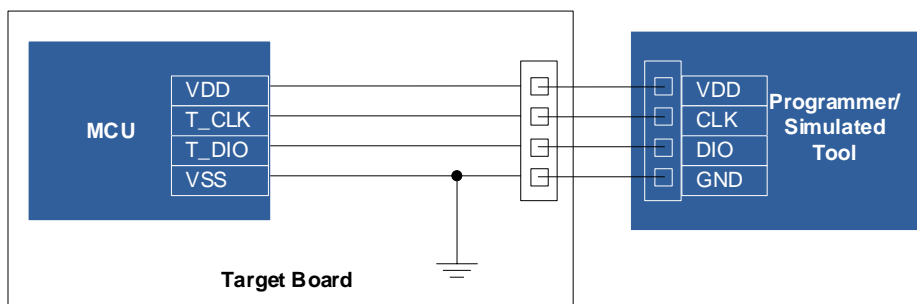 MCU
VDD
T_CLK
T_DIO
VSS
VDD
CLK
DIO
GND
Programmer/
Simulated
Tool
Target Board